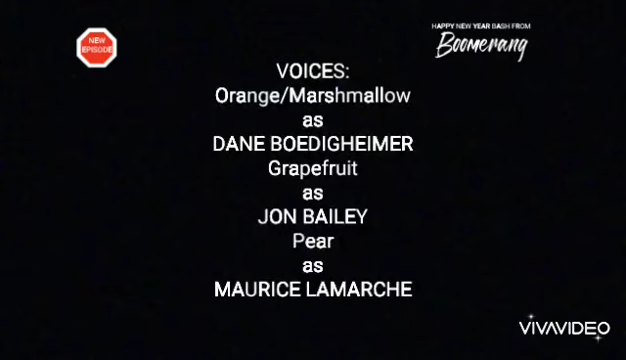 NEW
EPISODE
HAPPY NEW YEAR BASH FROM
Boomerang
VOICES:
Orange/Marshmallow
as
DANE BOEDIGHEIMER
Grapefruit
as
JON BAILEY
Pear
as
MAURICE LAMARCHE
VIVAVIDEO